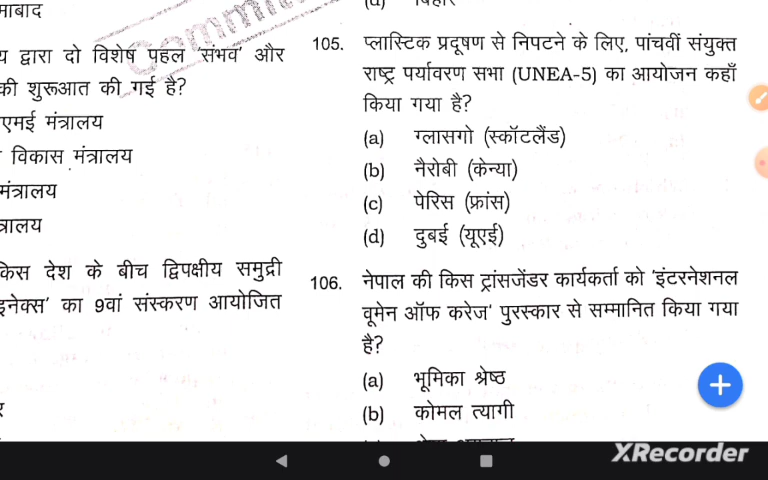 माबाद
य द्वारा दो विशेष पहल 'संभव' और
की शुरूआत की गई है?
एमई मंत्रालय
विकास मंत्रालय
मंत्रालय
त्रालय
किस देश के बीच द्विपक्षीय समुद्री
इनेक्स' का 9वां संस्करण आयोजित
(d) बिहार
105. प्लास्टिक प्रदूषण से निपटने के लिए, पांचवीं संयुक्त
राष्ट्र पर्यावरण सभा (UNEA-5) का आयोजन कहाँ
किया गया है?
(a) ग्लासगो (स्कॉटलैंड)
(b) नैरोबी (केन्या)
(c) पेरिस (फ्रांस)
(d) दुबई (यूएई)
106. नेपाल की किस ट्रांसजेंडर कार्यकर्ता को 'इंटरनेशनल
वूमेन ऑफ करेज' पुरस्कार से सम्मानित किया गया
है?
(a) भूमिका श्रेष्ठ
(b) कोमल त्यागी
XRecorder